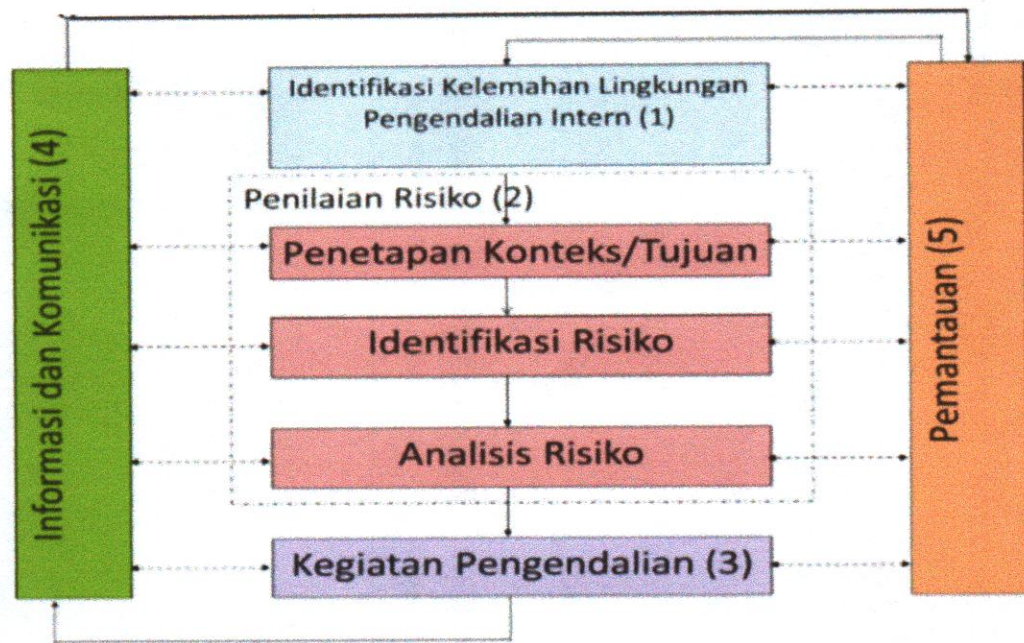 Identifikasi Kelemahan Lingkungan
Pengendalian Intern (1)
Penilaian Risiko (2)
Penetapan Konteks/Tujuan
Identifikasi Risiko
Analisis Risiko
Kegiatan Pengendalian (3)
Informasi dan Komunikasi (4)
Pemantauan (5)